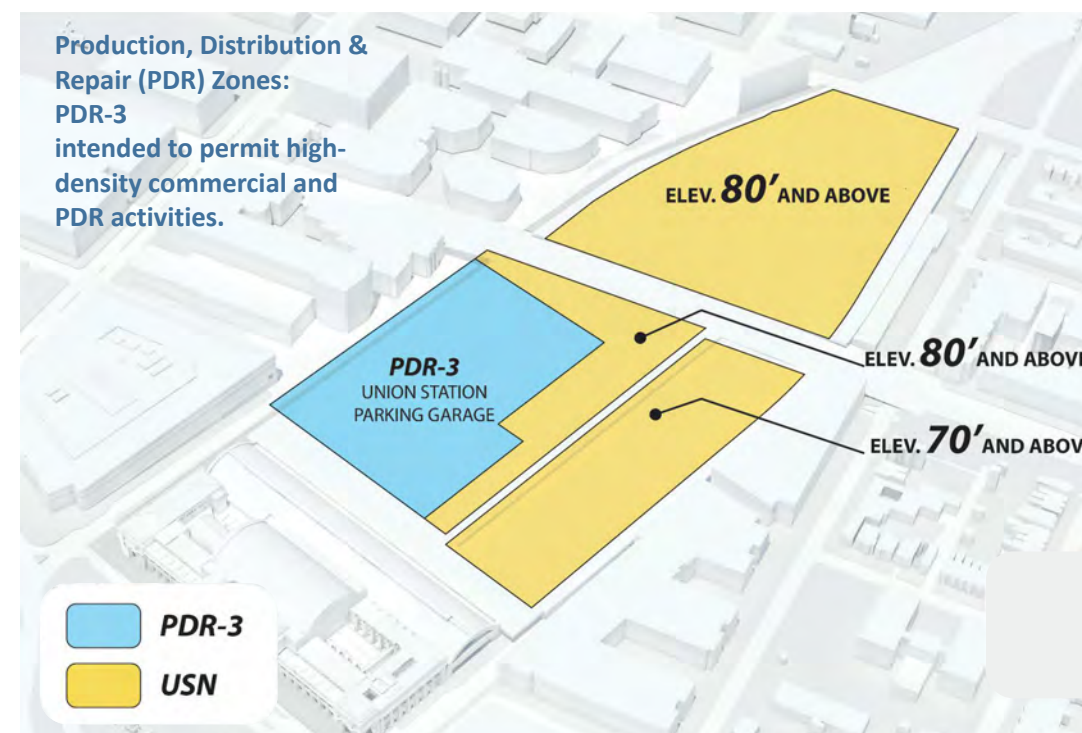 Production, Distribution &
Repair (PDR) Zones:
PDR-3
intended to permit high-
density commercial and
PDR activities.
ELEV. 80' AND ABOVE
ELEV. 80' AND ABOVE
PDR-3
UNION STATION
PARKING GARAGE
ELEV. 70' AND ABOV
PDR-3
USN